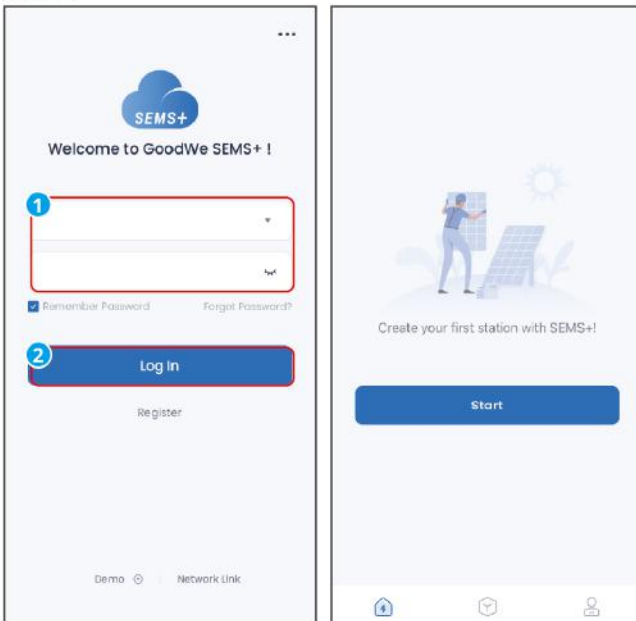 ...
SEMS+
Welcome to GoodWe SEMS+ !
1
Remember Password Forgot Password?
2
Log In
Register
Demo Network Link
Create your first station with SEMS+!
Start